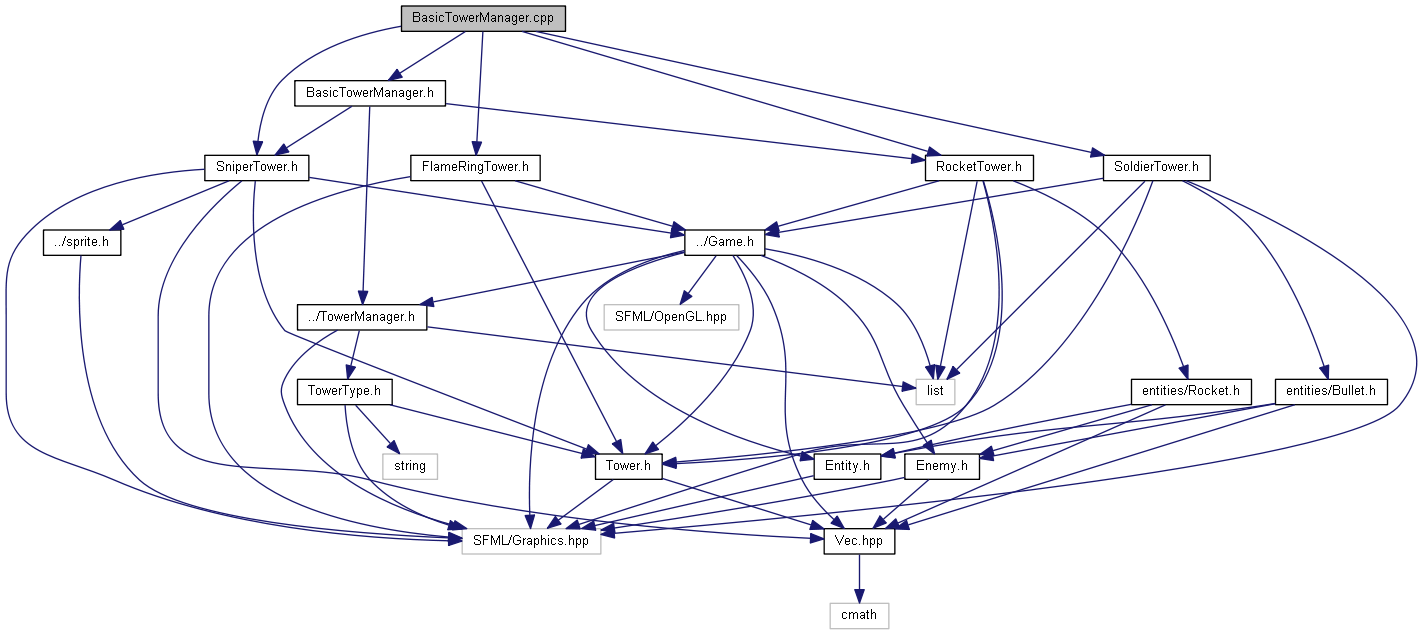 BasicTowerManager.cpp
BasicTowerManager.h
SniperTower.h
FlameRingTower.h
RocketTower.h
SoldierTower.h
../sprite.h
../Game.h
../TowerManager.h
SFML/OpenGL.hpp
TowerType.h
list
entities/Rocket.h
entities/Bullet.h
string
Tower.h
Entity.h
Enemy.h
SFML/Graphics.hpp
Vec.hpp
cmath